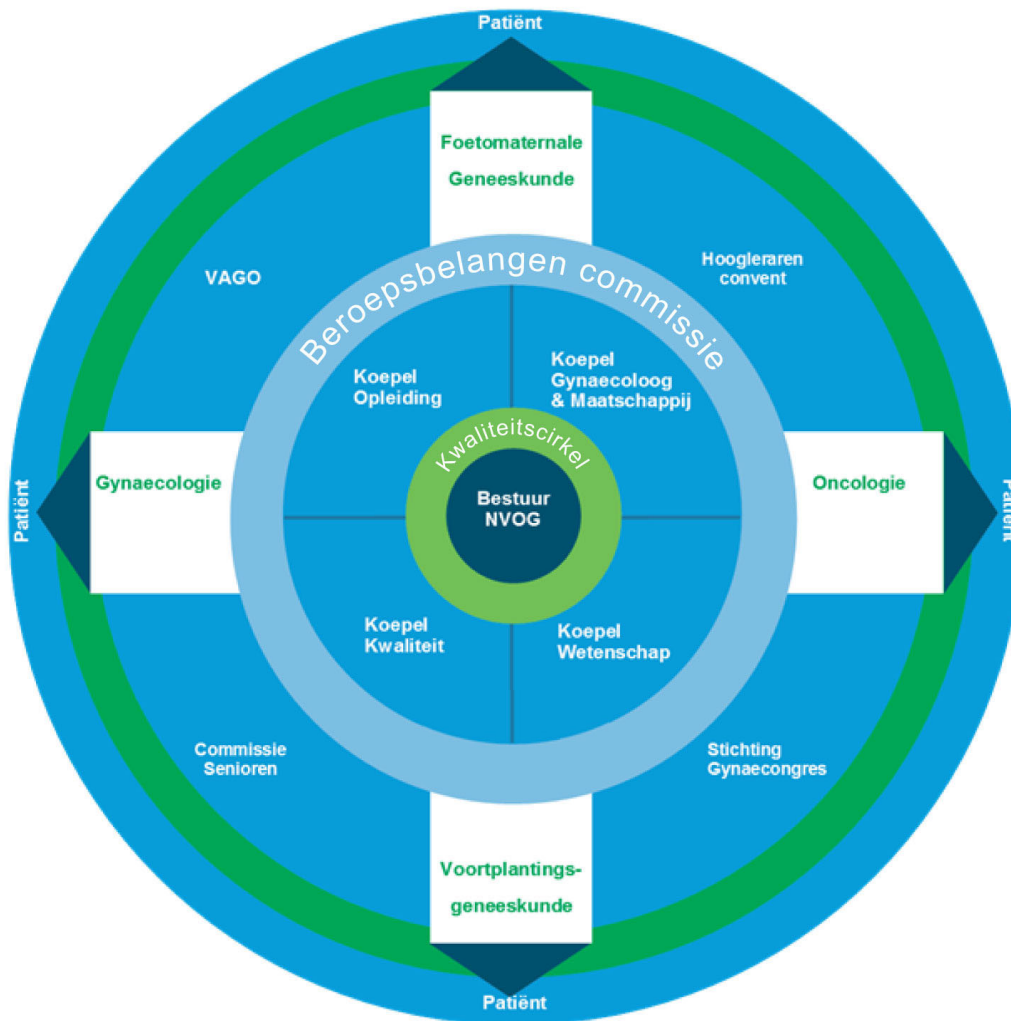 Patiënt
Foetomaternale
Geneeskunde
VAGO
Hoogleraren
convent
Beroepsbelangen commissie
Koepel
Opleiding
Koepel
Gynaecoloog
& Maatschappij
Kwaliteitscirkel
Patiënt
Gynaecologie
Bestuur
NVOG
Oncologie
Patiënt
Koepel
Kwaliteit
Koepel
Wetenschap
Commissie
Senioren
Stichting
Gynaecongres
Voortplantings-
geneeskunde
Patiënt